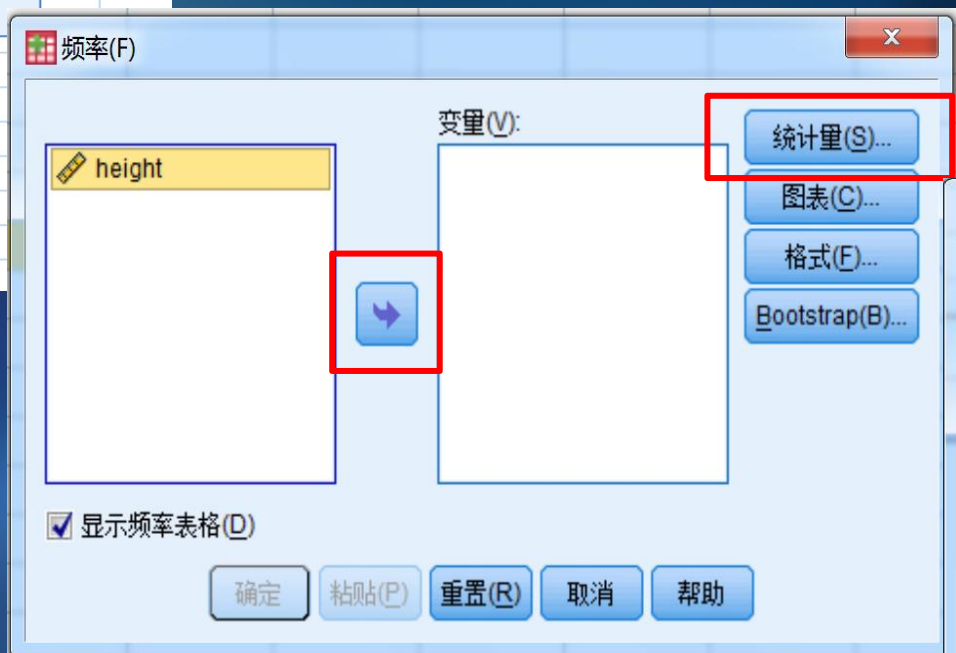 频率(F)
变量(V):
height
统计量(S)...
图表(C)...
格式(F)...
Bootstrap(B)...
显示频率表格(D)
确定 粘贴(P) 重置(R) 取消 帮助